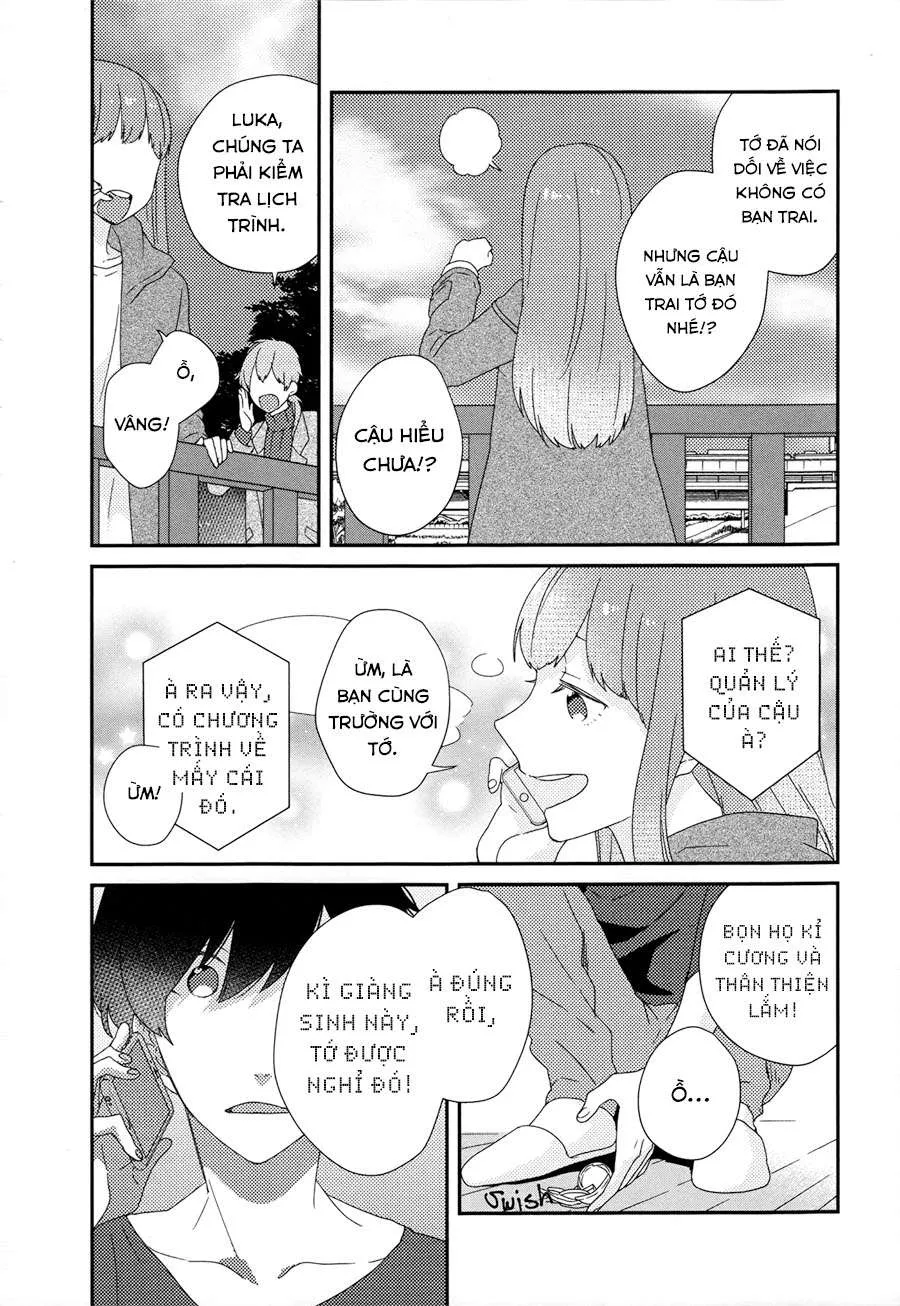 TỚ ĐÃ NÓI
DỐI VỀ VIỆC
KHÔNG CÓ
BẠN TRAI.
NHƯNG CẬU
VẪN LÀ BẠN
TRAI TỚ ĐÓ
NHÉ!?
CẬU HIỂU
CHƯA!?
LUKA,
CHÚNG TA
PHẢI KIỂM
TRA LỊCH
TRÌNH.
Ồ,
VÂNG!
AI THẾ?
QUẢN LÝ
CỦA CẬU
À?
ỪM, LÀ
BẠN CÙNG
TRƯỜNG VỚI
TỚ.
À RA VẬY,
CÓ CHƯƠNG
TRÌNH VỀ
MẤY CÁI
ĐÓ.
ỪM!
BỌN HỌ KỈ
CƯƠNG VÀ
THÂN THIỆN
LẮM!
Ồ...
Swish
À ĐÚNG
RỒI,
KÌ GIÀNG
SINH NÀY,
TỚ ĐƯỢC
NGHỈ ĐÓ!